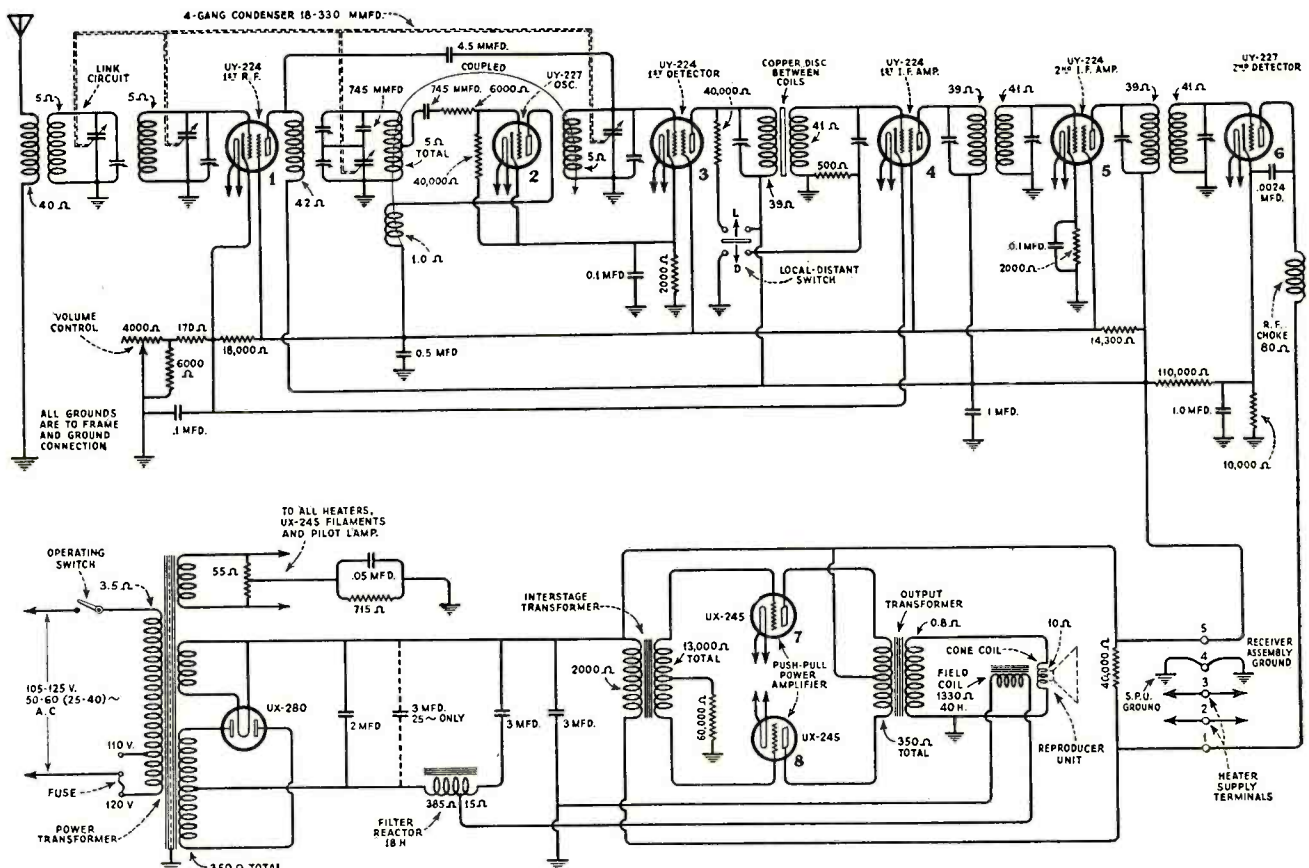 4-GANG CONDENSER 18-330 MMFD.
LINK
CIRCUIT
5Ω
5Ω
UY-224
1ST R.F.
4.5 MMFD.
COUPLED
745 MMFD
745 MMFD.
6000Ω
UY-227
OSC.
UY-224
1ST DETECTOR
40,000Ω
COPPER DISC
BETWEEN
COILS
UY-224
1ST I.F. AMP.
39Ω
41Ω
UY-224
2ND I.F. AMP.
39Ω
41Ω
UY-227
2ND DETECTOR
40Ω
1
42Ω
5Ω
TOTAL
40,000Ω
2
5Ω
3
39Ω
41Ω
500Ω
4
5
6
.0024
MFD.
1.0Ω
0.1 MFD
2000Ω
L
D
LOCAL-DISTANT
SWITCH
0.1 MFD.
2000Ω
R.F.
CHOKE
80Ω
VOLUME
CONTROL
4000Ω
170Ω
18,000Ω
6000
Ω
0.5 MFD
14,300Ω
110,000Ω
ALL GROUNDS
ARE TO FRAME
AND GROUND
CONNECTION
.1 MFD.
1 MFD.
1.0 MFD.
10,000Ω
OPERATING
SWITCH
3.5Ω
TO ALL HEATERS,
UX-245 FILAMENTS
AND PILOT LAMP.
55Ω
.05 MFD.
715Ω
INTERSTAGE
TRANSFORMER
2000Ω
13,000Ω
TOTAL
60,000Ω
UX-245
7
PUSH-PULL
POWER
AMPLIFIER
UX-245
8
OUTPUT
TRANSFORMER
0.8Ω
350Ω
TOTAL
CONE COIL
10Ω
FIELD
COIL
1330Ω
40 H.
REPRODUCER
UNIT
40,000Ω
5
4
3
2
1
RECEIVER
ASSEMBLY
GROUND
S.P.U.
GROUND
HEATER
SUPPLY
TERMINALS
105-125 V.
50-60 (25-40)~
A.C
110 V.
FUSE
120 V
POWER
TRANSFORMER
UX-280
2 MFD
3 MFD.
25~ ONLY
3 MFD.
3 MFD.
385Ω
15Ω
FILTER
REACTOR
18 H
350Ω TOTAL